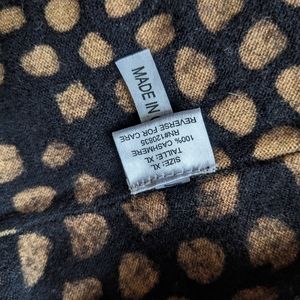 MADE IN
SIZE: XL
TAILLE: XL
100% CASHMERE
RN#120835
REVERSE FOR CARE